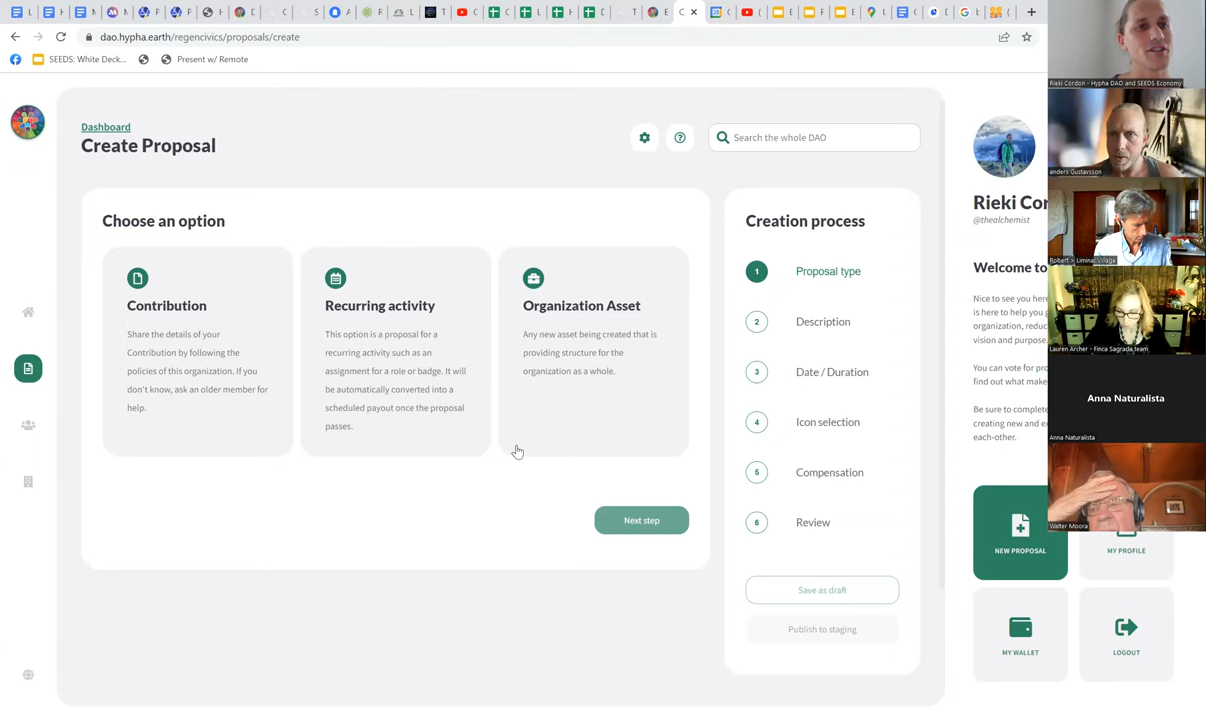 dao.hypha.earth/regencivics/proposals/create
SEEDS: White Deck...
Present w/ Remote
Dashboard
Create Proposal
Search the whole DAO
Choose an option
Contribution
Share the details of your
Contribution by following the
policies of this organization. If you
don't know, ask an older member for
help.
Recurring activity
This option is a proposal for a
recurring activity such as an
assignment for a role or badge. It will
be automatically converted into a
scheduled payout once the proposal
passes.
Organization Asset
Any new asset being created that is
providing structure for the
organization as a whole.
Next step
Creation process
1 Proposal type
2 Description
3 Date / Duration
4 Icon selection
5 Compensation
6 Review
Save as draft
Publish to staging
Rieki Cor
@thealchemist
Welcome to
Nice to see you here
is here to help you
organization, reduc
vision and purpose.
You can vote for pro
find out what make
Be sure to complete
creating new and ex
each-other.
NEW PROPOSAL
MY PROFILE
MY WALLET
LOGOUT
Rieki Cordon - Hypha DAO and SEEDS Economy
anders Gustavsson
Robert > Liminal Village
Lauren Archer - Finca Sagrada team
Anna Naturalista
Anna Naturalista
Walter Moora